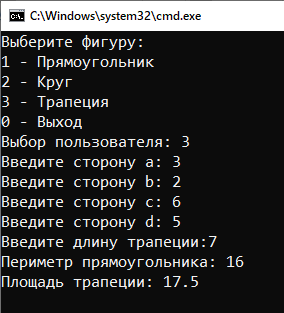 C:\Windows\system32\cmd.exe
Выберите фигуру:
1 - Прямоугольник
2 - Круг
3 - Трапеция
0 - Выход
Выбор пользователя: 3
Введите сторону a: 3
Введите сторону b: 2
Введите сторону c: 6
Введите сторону d: 5
Введите длину трапеции:7
Периметр прямоугольника: 16
Площадь трапеции: 17.5